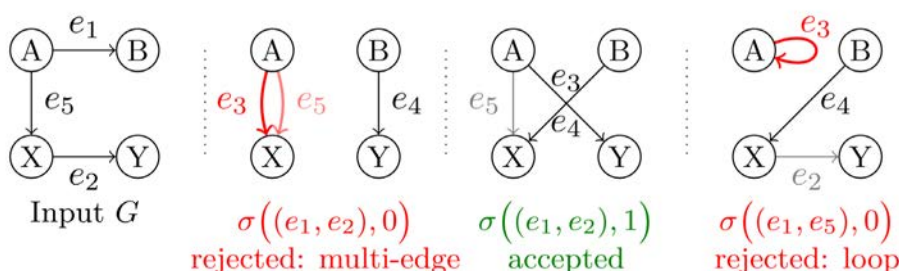 A e₁ B
e₅
X Y
e₂
Input G
A B
e₃ e₅ e₄
X Y
σ((e₁, e₂), 0)
rejected: multi-edge
A B
e₃
e₅
e₄
X Y
σ((e₁, e₂), 1)
accepted
e₃
A B
e₄
X Y
e₂
σ((e₁, e₅), 0)
rejected: loop